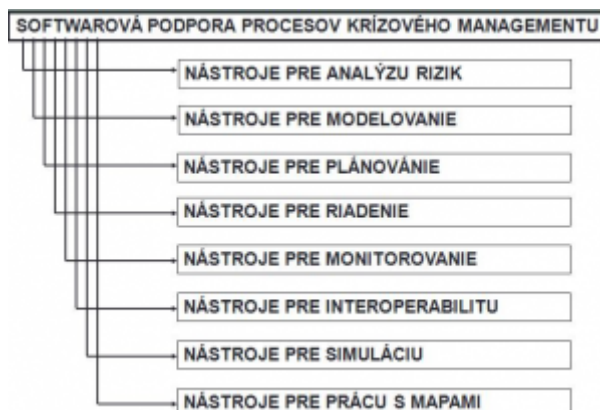 SOFTWAROVÁ PODPORA PROCESOV KRÍZOVÉHO MANAGEMENTU
NÁSTROJE PRE ANALÝZU RIZIK
NÁSTROJE PRE MODELOVANIE
NÁSTROJE PRE PLÁNOVÁNIE
NÁSTROJE PRE RIADENIE
NÁSTROJE PRE MONITOROVANIE
NÁSTROJE PRE INTEROPERABILITU
NÁSTROJE PRE SIMULÁCIU
NÁSTROJE PRE PRÁCU S MAPAMI